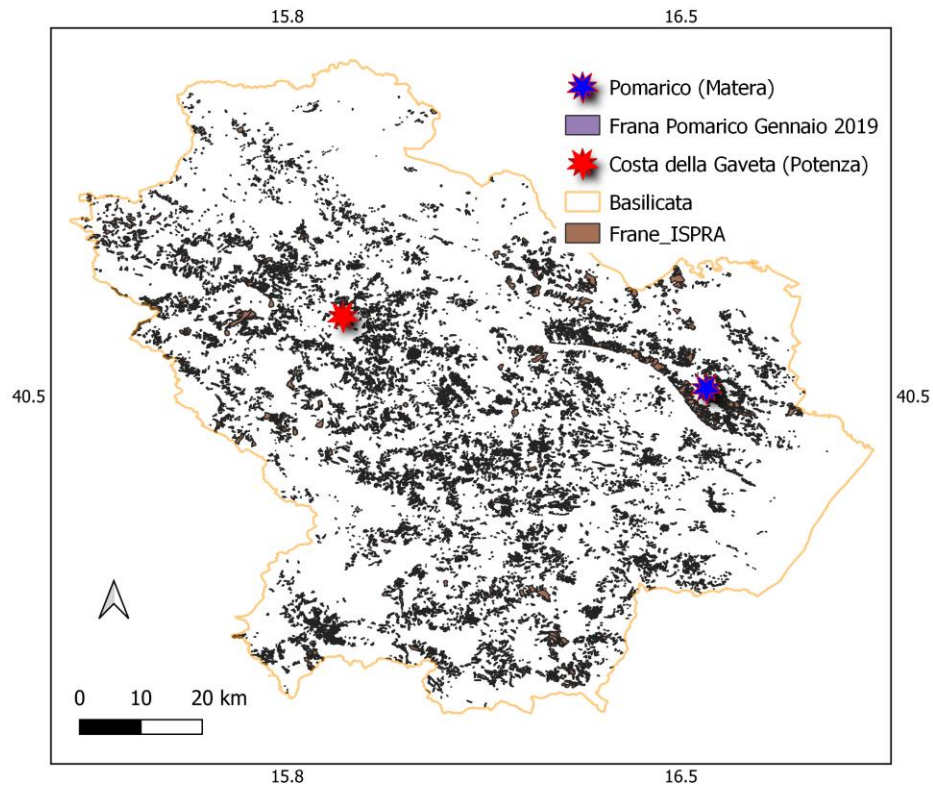 15.8 16.5
Pomarico (Matera)
Frana Pomarico Gennaio 2019
Costa della Gaveta (Potenza)
Basilicata
Frane_ISPRA
40.5 40.5
0 10 20 km
15.8 16.5